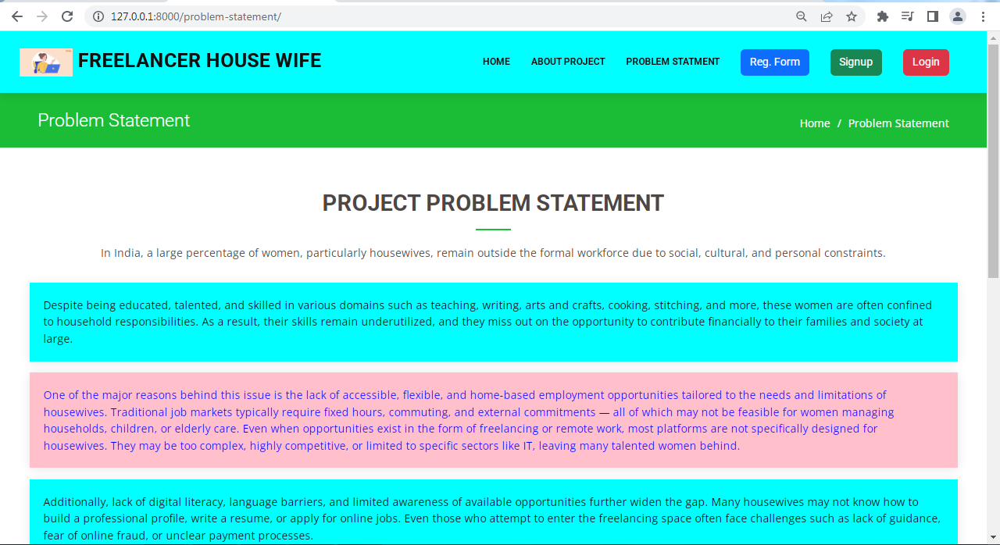 127.0.0.1:8000/problem-statement/
FREELANCER HOUSE WIFE
HOME
ABOUT PROJECT
PROBLEM STATMENT
Reg. Form
Signup
Login
Problem Statement
Home / Problem Statement
PROJECT PROBLEM STATEMENT
In India, a large percentage of women, particularly housewives, remain outside the formal workforce due to social, cultural, and personal constraints.
Despite being educated, talented, and skilled in various domains such as teaching, writing, arts and crafts, cooking, stitching, and more, these women are often confined
to household responsibilities. As a result, their skills remain underutilized, and they miss out on the opportunity to contribute financially to their families and society at
large.
One of the major reasons behind this issue is the lack of accessible, flexible, and home-based employment opportunities tailored to the needs and limitations of
housewives. Traditional job markets typically require fixed hours, commuting, and external commitments — all of which may not be feasible for women managing
households, children, or elderly care. Even when opportunities exist in the form of freelancing or remote work, most platforms are not specifically designed for
housewives. They may be too complex, highly competitive, or limited to specific sectors like IT, leaving many talented women behind.
Additionally, lack of digital literacy, language barriers, and limited awareness of available opportunities further widen the gap. Many housewives may not know how to
build a professional profile, write a resume, or apply for online jobs. Even those who attempt to enter the freelancing space often face challenges such as lack of guidance,
fear of online fraud, or unclear payment processes.